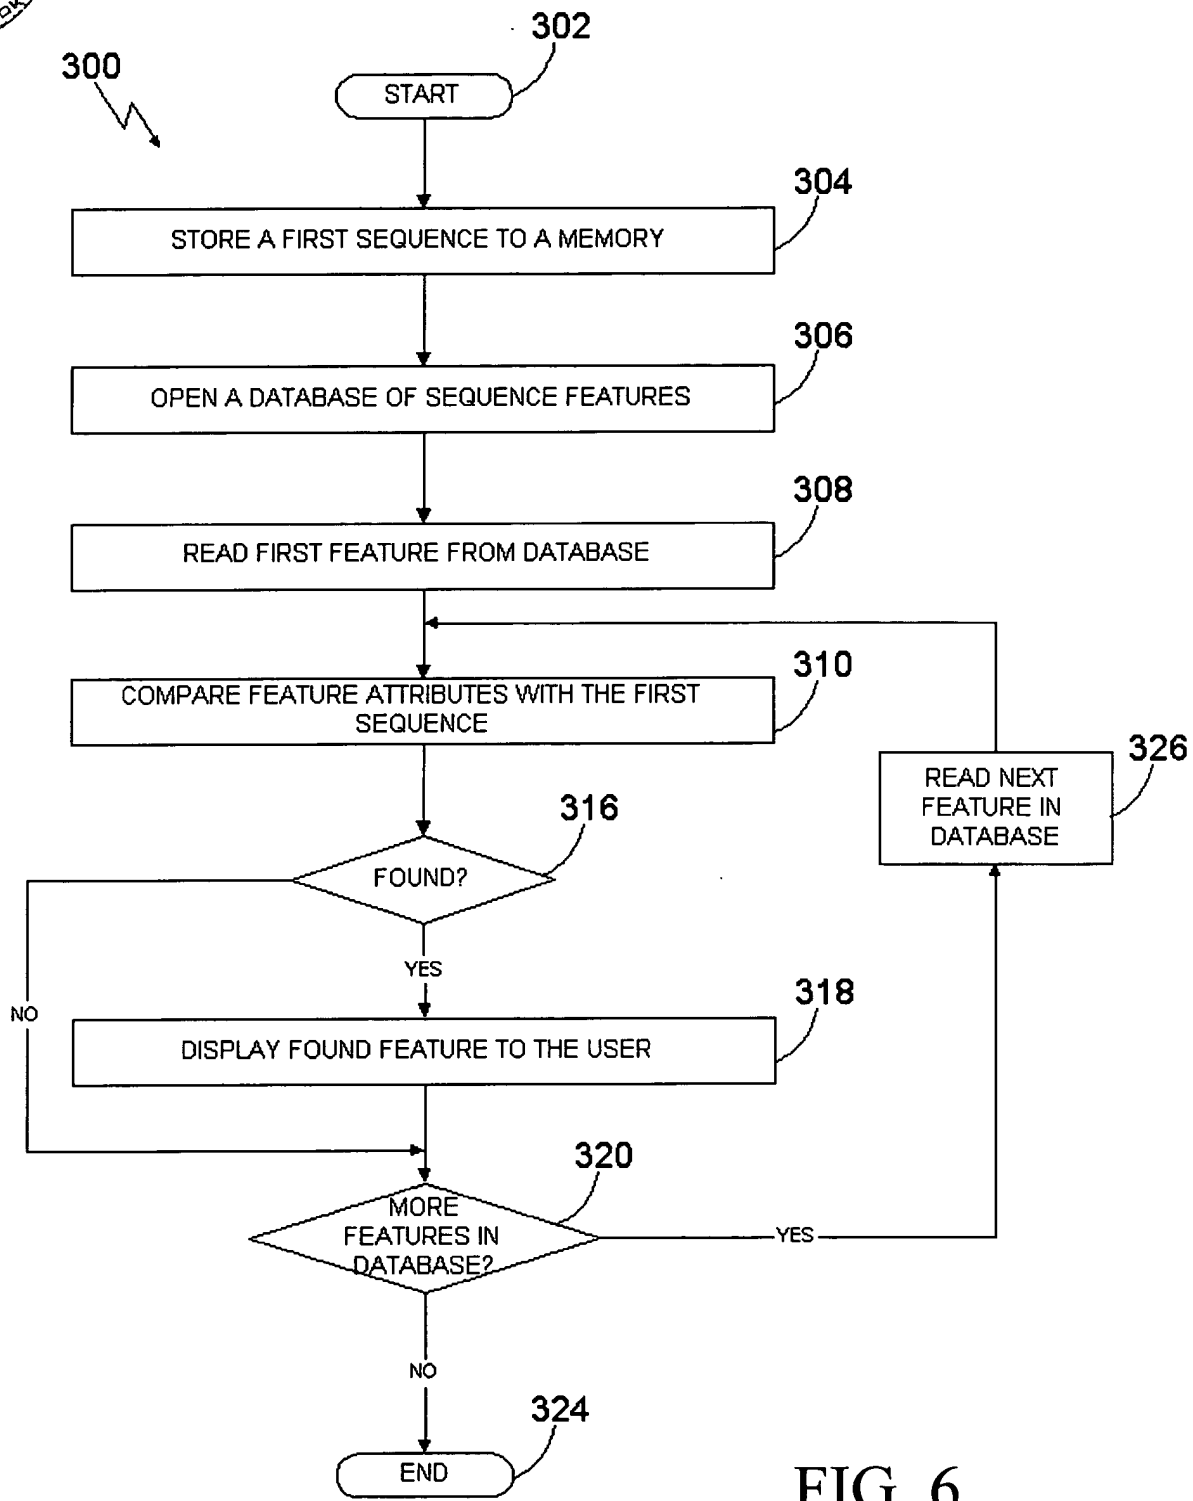 302
300
START
304
STORE A FIRST SEQUENCE TO A MEMORY
306
OPEN A DATABASE OF SEQUENCE FEATURES
308
READ FIRST FEATURE FROM DATABASE
310
COMPARE FEATURE ATTRIBUTES WITH THE FIRST
SEQUENCE
326
READ NEXT
FEATURE IN
DATABASE
316
FOUND?
YES
NO
318
DISPLAY FOUND FEATURE TO THE USER
320
MORE
FEATURES IN
DATABASE?
YES
NO
324
END
FIG. 6